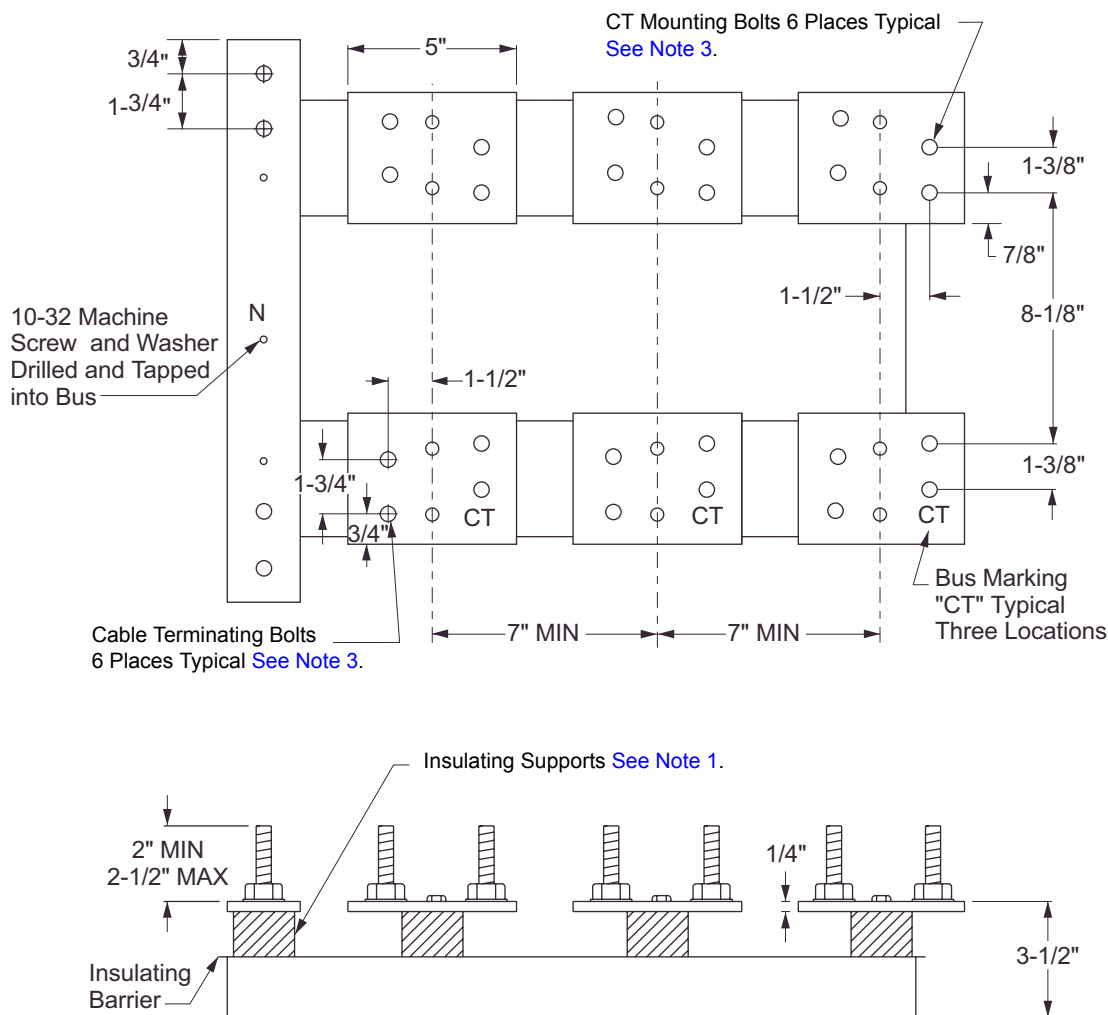 CT Mounting Bolts 6 Places Typical
See Note 3.
3/4"
5"
1-3/4"
1-3/8"
7/8"
1-1/2"
8-1/8"
10-32 Machine
Screw and Washer
Drilled and Tapped
into Bus
N
1-1/2"
1-3/4"
3/4"
CT
CT
CT
1-3/8"
Bus Marking
"CT" Typical
Three Locations
7" MIN
7" MIN
Cable Terminating Bolts
6 Places Typical See Note 3.
Insulating Supports See Note 1.
2" MIN
2-1/2" MAX
1/4"
3-1/2"
Insulating
Barrier